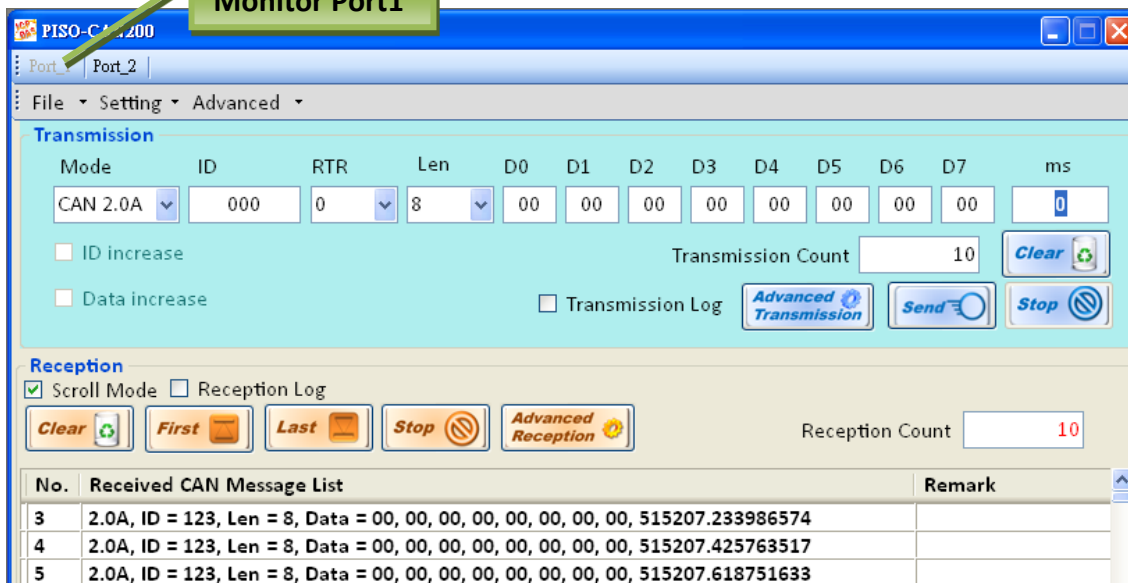 Monitor Port1
PISO-CAN200
Port_1 Port_2
File Setting Advanced
Transmission
Mode ID RTR Len D0 D1 D2 D3 D4 D5 D6 D7 ms
CAN 2.0A 000 0 8 00 00 00 00 00 00 00 00 0
ID increase Transmission Count 10 Clear
Data increase Transmission Log Advanced Transmission Send Stop
Reception
Scroll Mode Reception Log
Clear First Last Stop Advanced Reception Reception Count 10
No. Received CAN Message List Remark
3 2.0A, ID = 123, Len = 8, Data = 00, 00, 00, 00, 00, 00, 00, 00, 515207.233986574
4 2.0A, ID = 123, Len = 8, Data = 00, 00, 00, 00, 00, 00, 00, 00, 515207.425763517
5 2.0A, ID = 123, Len = 8, Data = 00, 00, 00, 00, 00, 00, 00, 00, 515207.618751633